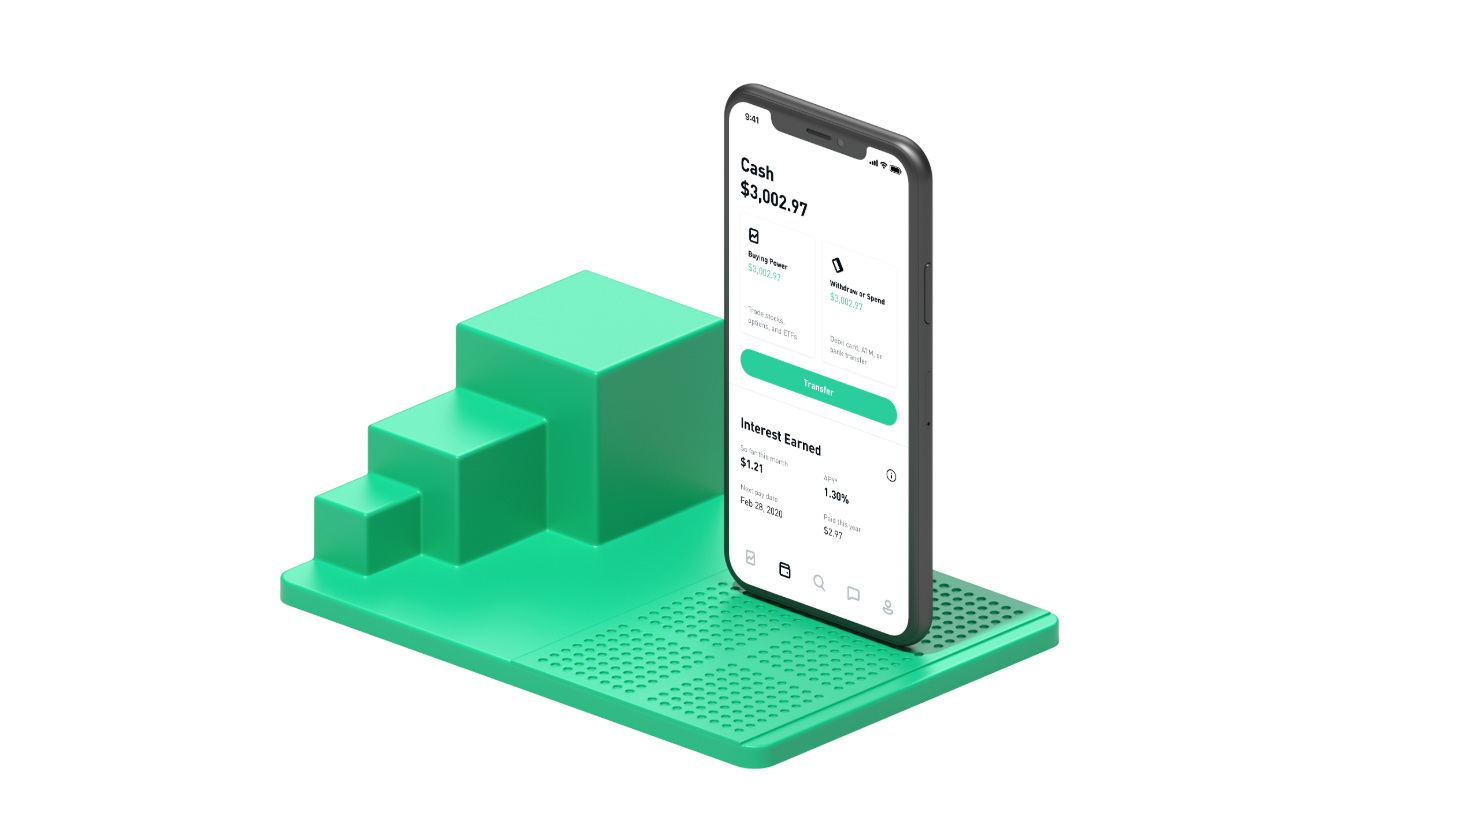 9:41
Cash
$3,002.97
Buying Power
$3,002.97
Trade stocks,
options, and ETFs
Withdraw or Spend
$3,002.97
Debit card, ATM, or
bank transfer
Transfer
Interest Earned
So far this month
$1.21
APY*
1.30%
Next pay date
Feb 28, 2020
Paid this year
$2.97